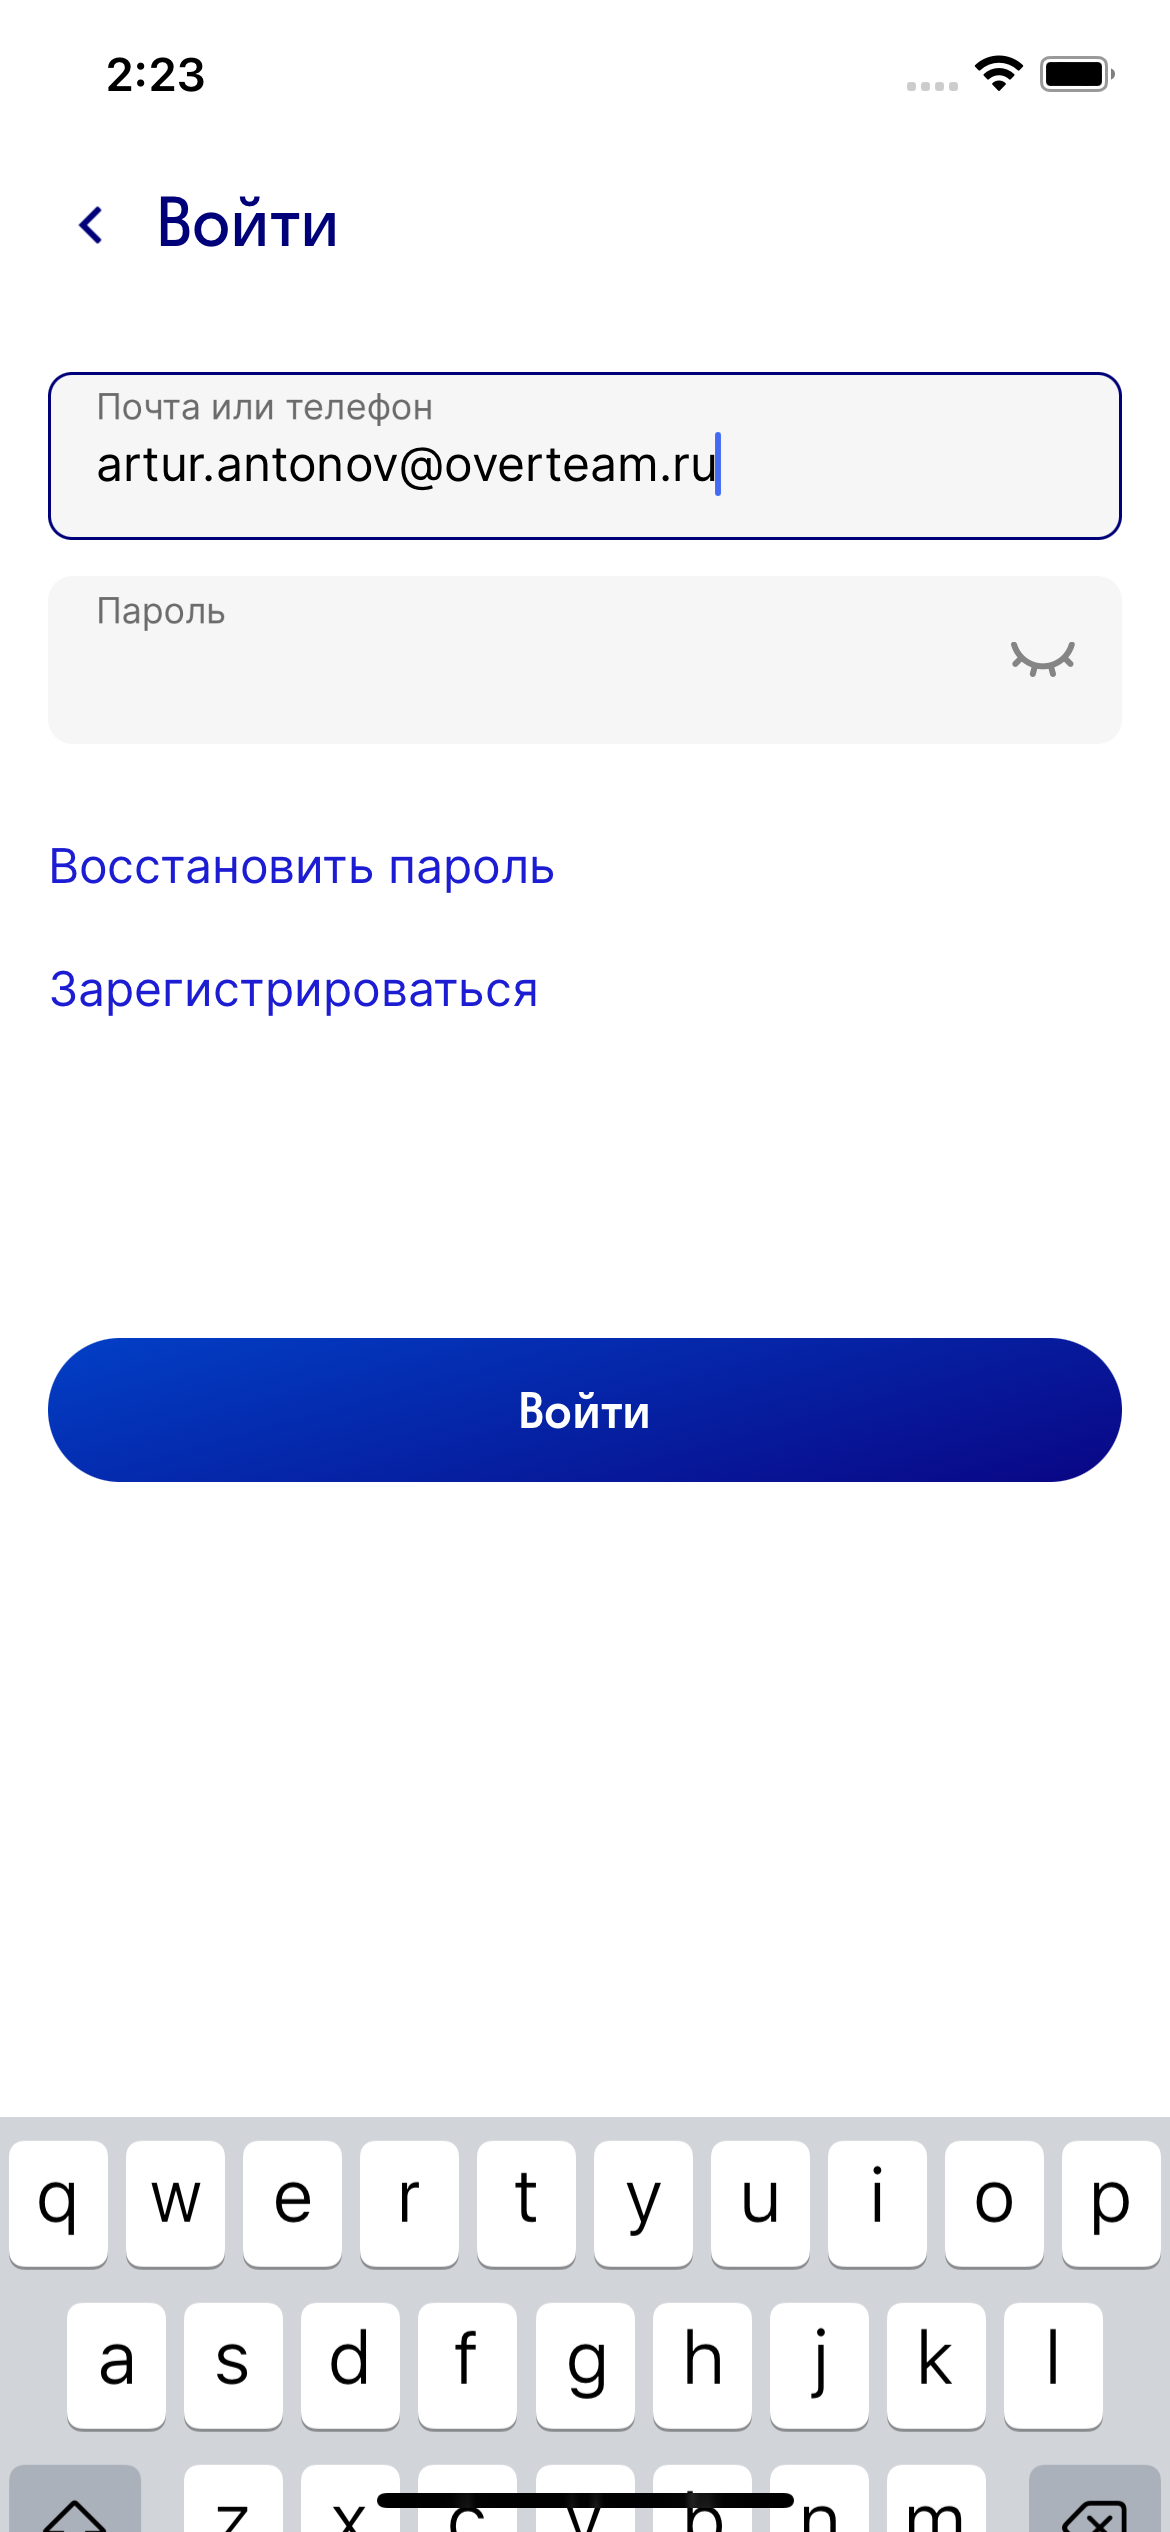 2:23
Войти
Почта или телефон
artur.antonov@overteam.ru
Пароль
Восстановить пароль
Зарегистрироваться
Войти
q w e r t y u i o p
a s d f g h j k l
z x c v b n m